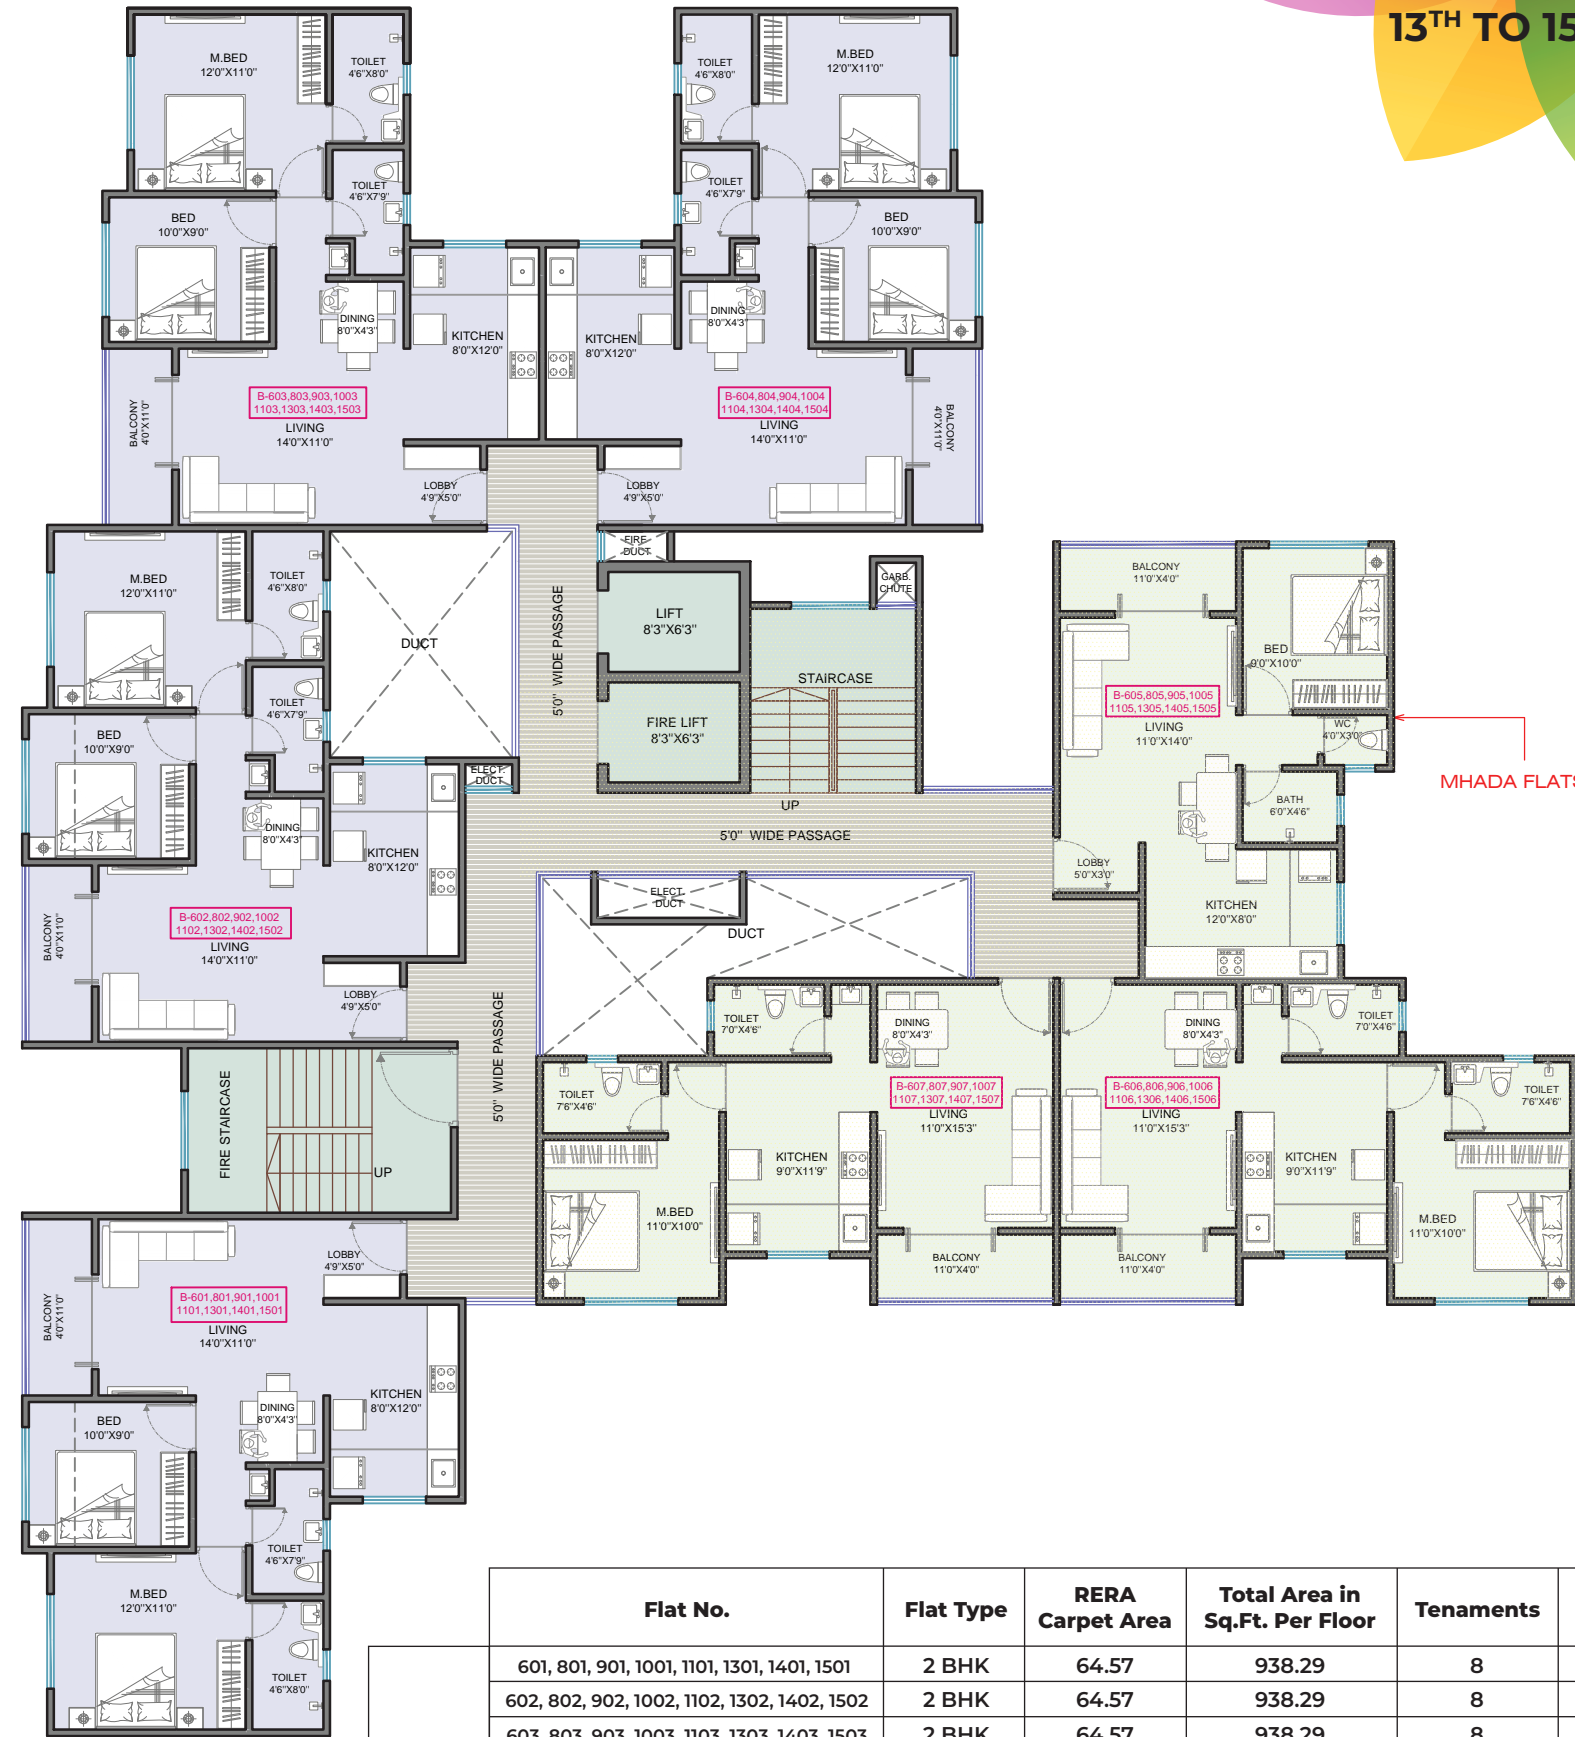 13TH TO 15
M.BED
12'0"X11'0"
TOILET
4'6"X8'0"
TOILET
4'6"X7'9"
BED
10'0"X9'0"
DINING
8'0"X4'3"
KITCHEN
8'0"X12'0"
B-603,803,903,1003
1103,1303,1403,1503
LIVING
14'0"X11'0"
BALCONY
4'0"X11'0"
LOBBY
4'9"X5'0"
TOILET
4'6"X8'0"
M.BED
12'0"X11'0"
TOILET
4'6"X7'9"
BED
10'0"X9'0"
DINING
8'0"X4'3"
KITCHEN
8'0"X12'0"
B-604,804,904,1004
1104,1304,1404,1504
LIVING
14'0"X11'0"
BALCONY
4'0"X11'0"
LOBBY
4'9"X5'0"
M.BED
12'0"X11'0"
TOILET
4'6"X8'0"
TOILET
4'6"X7'9"
BED
10'0"X9'0"
DINING
8'0"X4'3"
KITCHEN
8'0"X12'0"
B-602,802,902,1002
1102,1302,1402,1502
LIVING
14'0"X11'0"
BALCONY
4'0"X11'0"
LOBBY
4'9"X5'0"
DUCT
5'0" WIDE PASSAGE
FIRE
DUCT
LIFT
8'3"X6'3"
FIRE LIFT
8'3"X6'3"
GARB.
CHUTE
STAIRCASE
UP
ELECT.
DUCT
5'0" WIDE PASSAGE
ELECT.
DUCT
DUCT
5'0" WIDE PASSAGE
BALCONY
11'0"X4'0"
BED
9'0"X10'0"
B-605,805,905,1005
1105,1305,1405,1505
LIVING
11'0"X14'0"
WC
4'0"X3'0"
MHADA FLATS
BATH
6'0"X4'6"
LOBBY
5'0"X3'0"
KITCHEN
12'0"X8'0"
FIRE STAIRCASE
UP
TOILET
7'0"X4'6"
DINING
8'0"X4'3"
TOILET
7'6"X4'6"
B-607,807,907,1007
1107,1307,1407,1507
LIVING
11'0"X15'3"
KITCHEN
9'0"X11'9"
M.BED
11'0"X10'0"
BALCONY
11'0"X4'0"
DINING
8'0"X4'3"
TOILET
7'0"X4'6"
TOILET
7'6"X4'6"
B-606,806,906,1006
1106,1306,1406,1506
LIVING
11'0"X15'3"
KITCHEN
9'0"X11'9"
M.BED
11'0"X10'0"
BALCONY
11'0"X4'0"
LOBBY
4'9"X5'0"
B-601,801,901,1001
1101,1301,1401,1501
LIVING
14'0"X11'0"
BALCONY
4'0"X11'0"
KITCHEN
8'0"X12'0"
DINING
8'0"X4'3"
BED
10'0"X9'0"
TOILET
4'6"X7'9"
M.BED
12'0"X11'0"
TOILET
4'6"X8'0"
Flat No. Flat Type RERA Carpet Area Total Area in Sq.Ft. Per Floor Tenaments
601, 801, 901, 1001, 1101, 1301, 1401, 1501 2 BHK 64.57 938.29 8
602, 802, 902, 1002, 1102, 1302, 1402, 1502 2 BHK 64.57 938.29 8
603, 803, 903, 1003, 1103, 1303, 1403, 1503 2 BHK 64.57 938.29 8